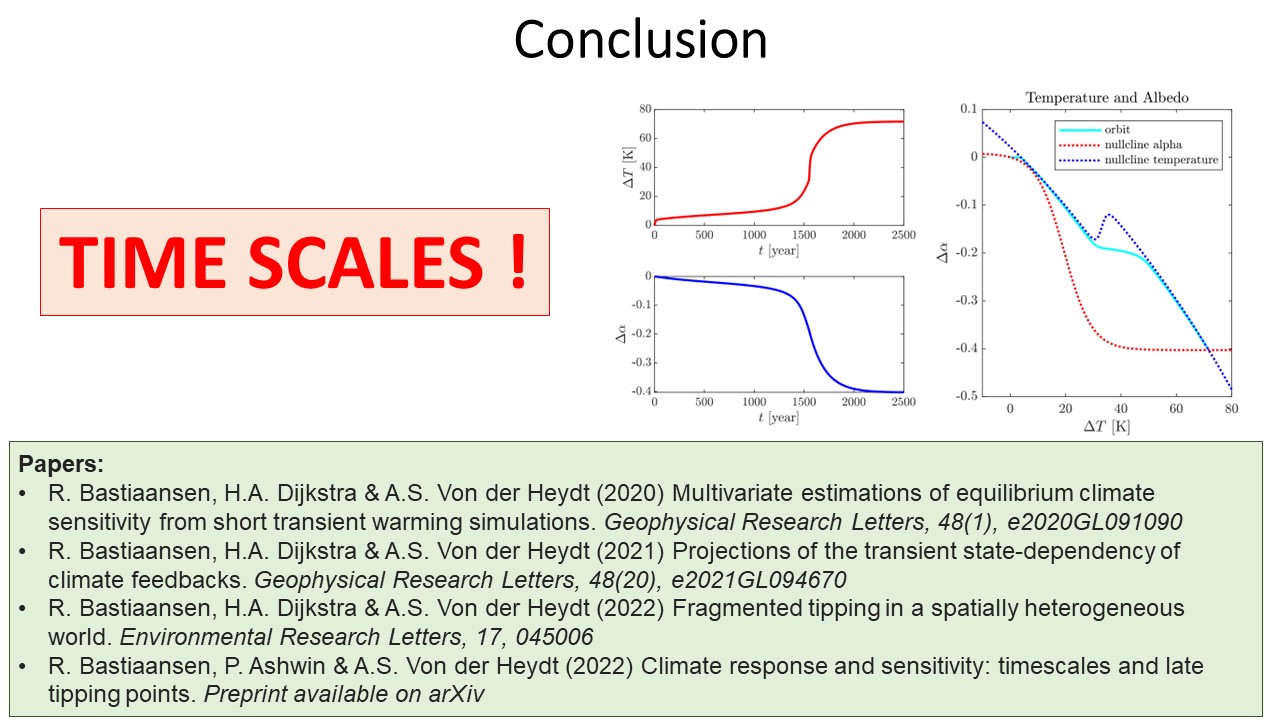 Conclusion
TIME SCALES !
80
60
40
20
0
ΔT [K]
0 500 1000 1500 2000 2500
t [year]
0
-0.1
-0.2
-0.3
-0.4
Δα
0 500 1000 1500 2000 2500
t [year]
Temperature and Albedo
orbit
nullcline alpha
nullcline temperature
0.1
0
-0.1
-0.2
-0.3
-0.4
-0.5
Δα
0 20 40 60 80
ΔT [K]
Papers:
• R. Bastiaansen, H.A. Dijkstra & A.S. Von der Heydt (2020) Multivariate estimations of equilibrium climate
sensitivity from short transient warming simulations. Geophysical Research Letters, 48(1), e2020GL091090
• R. Bastiaansen, H.A. Dijkstra & A.S. Von der Heydt (2021) Projections of the transient state-dependency of
climate feedbacks. Geophysical Research Letters, 48(20), e2021GL094670
• R. Bastiaansen, H.A. Dijkstra & A.S. Von der Heydt (2022) Fragmented tipping in a spatially heterogeneous
world. Environmental Research Letters, 17, 045006
• R. Bastiaansen, P. Ashwin & A.S. Von der Heydt (2022) Climate response and sensitivity: timescales and late
tipping points. Preprint available on arXiv